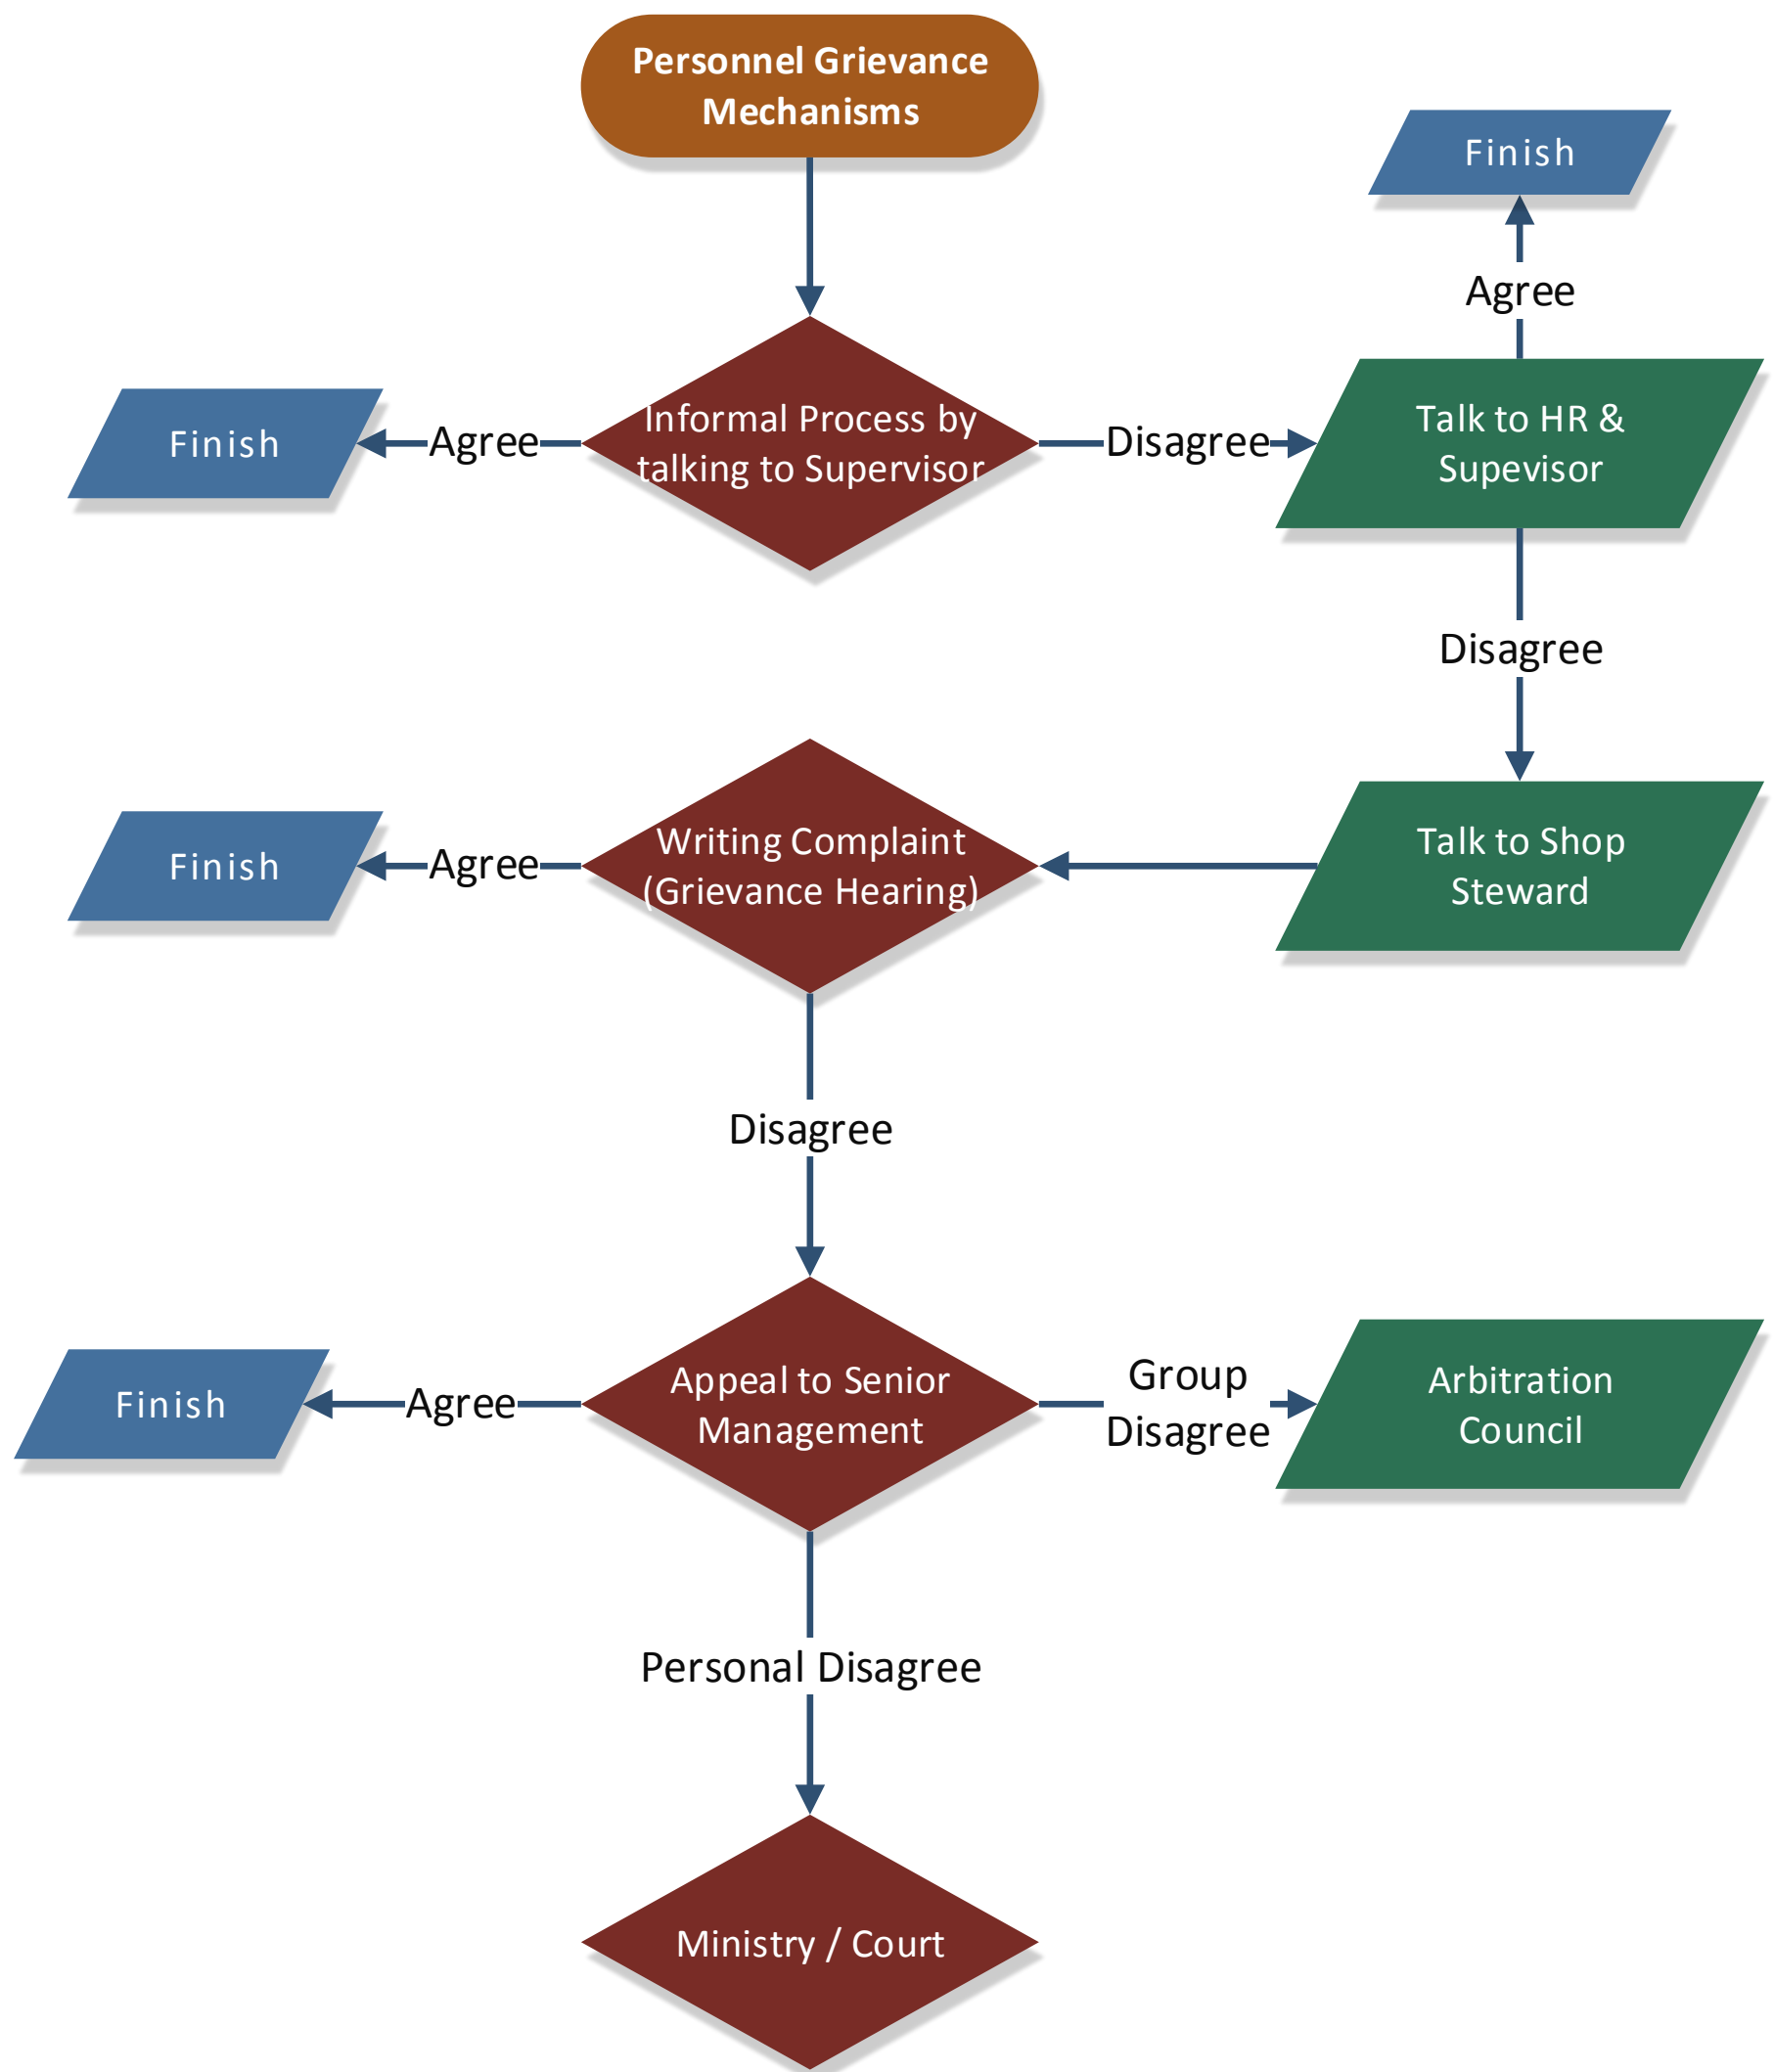 Personnel Grievance
Mechanisms
Finish
Agree
Finish
Agree
Informal Process by
talking to Supervisor
Disagree
Talk to HR &
Supevisor
Disagree
Finish
Agree
Writing Complaint
(Grievance Hearing)
Talk to Shop
Steward
Disagree
Finish
Agree
Appeal to Senior
Management
Group
Disagree
Arbitration
Council
Personal Disagree
Ministry / Court